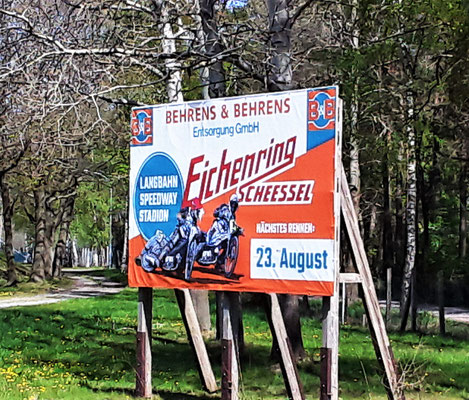 BEHRENS & BEHRENS
Entsorgung GmbH
B&B
B&B
Eichenring
SCHEESSEL
LANGBAHN
SPEEDWAY
STADION
NÄCHSTES RENNEN:
23. August